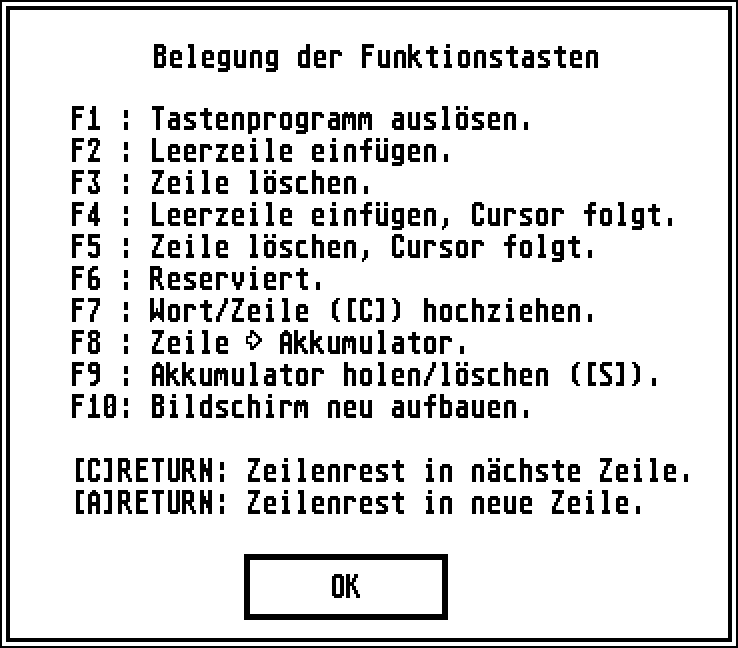 Belegung der Funktionstasten
F1 : Tastenprogramm auslösen.
F2 : Leerzeile einfügen.
F3 : Zeile löschen.
F4 : Leerzeile einfügen, Cursor folgt.
F5 : Zeile löschen, Cursor folgt.
F6 : Reserviert.
F7 : Wort/Zeile ([C]) hochziehen.
F8 : Zeile ⇨ Akkumulator.
F9 : Akkumulator holen/löschen ([S]).
F10: Bildschirm neu aufbauen.
[C]RETURN: Zeilenrest in nächste Zeile.
[A]RETURN: Zeilenrest in neue Zeile.
OK